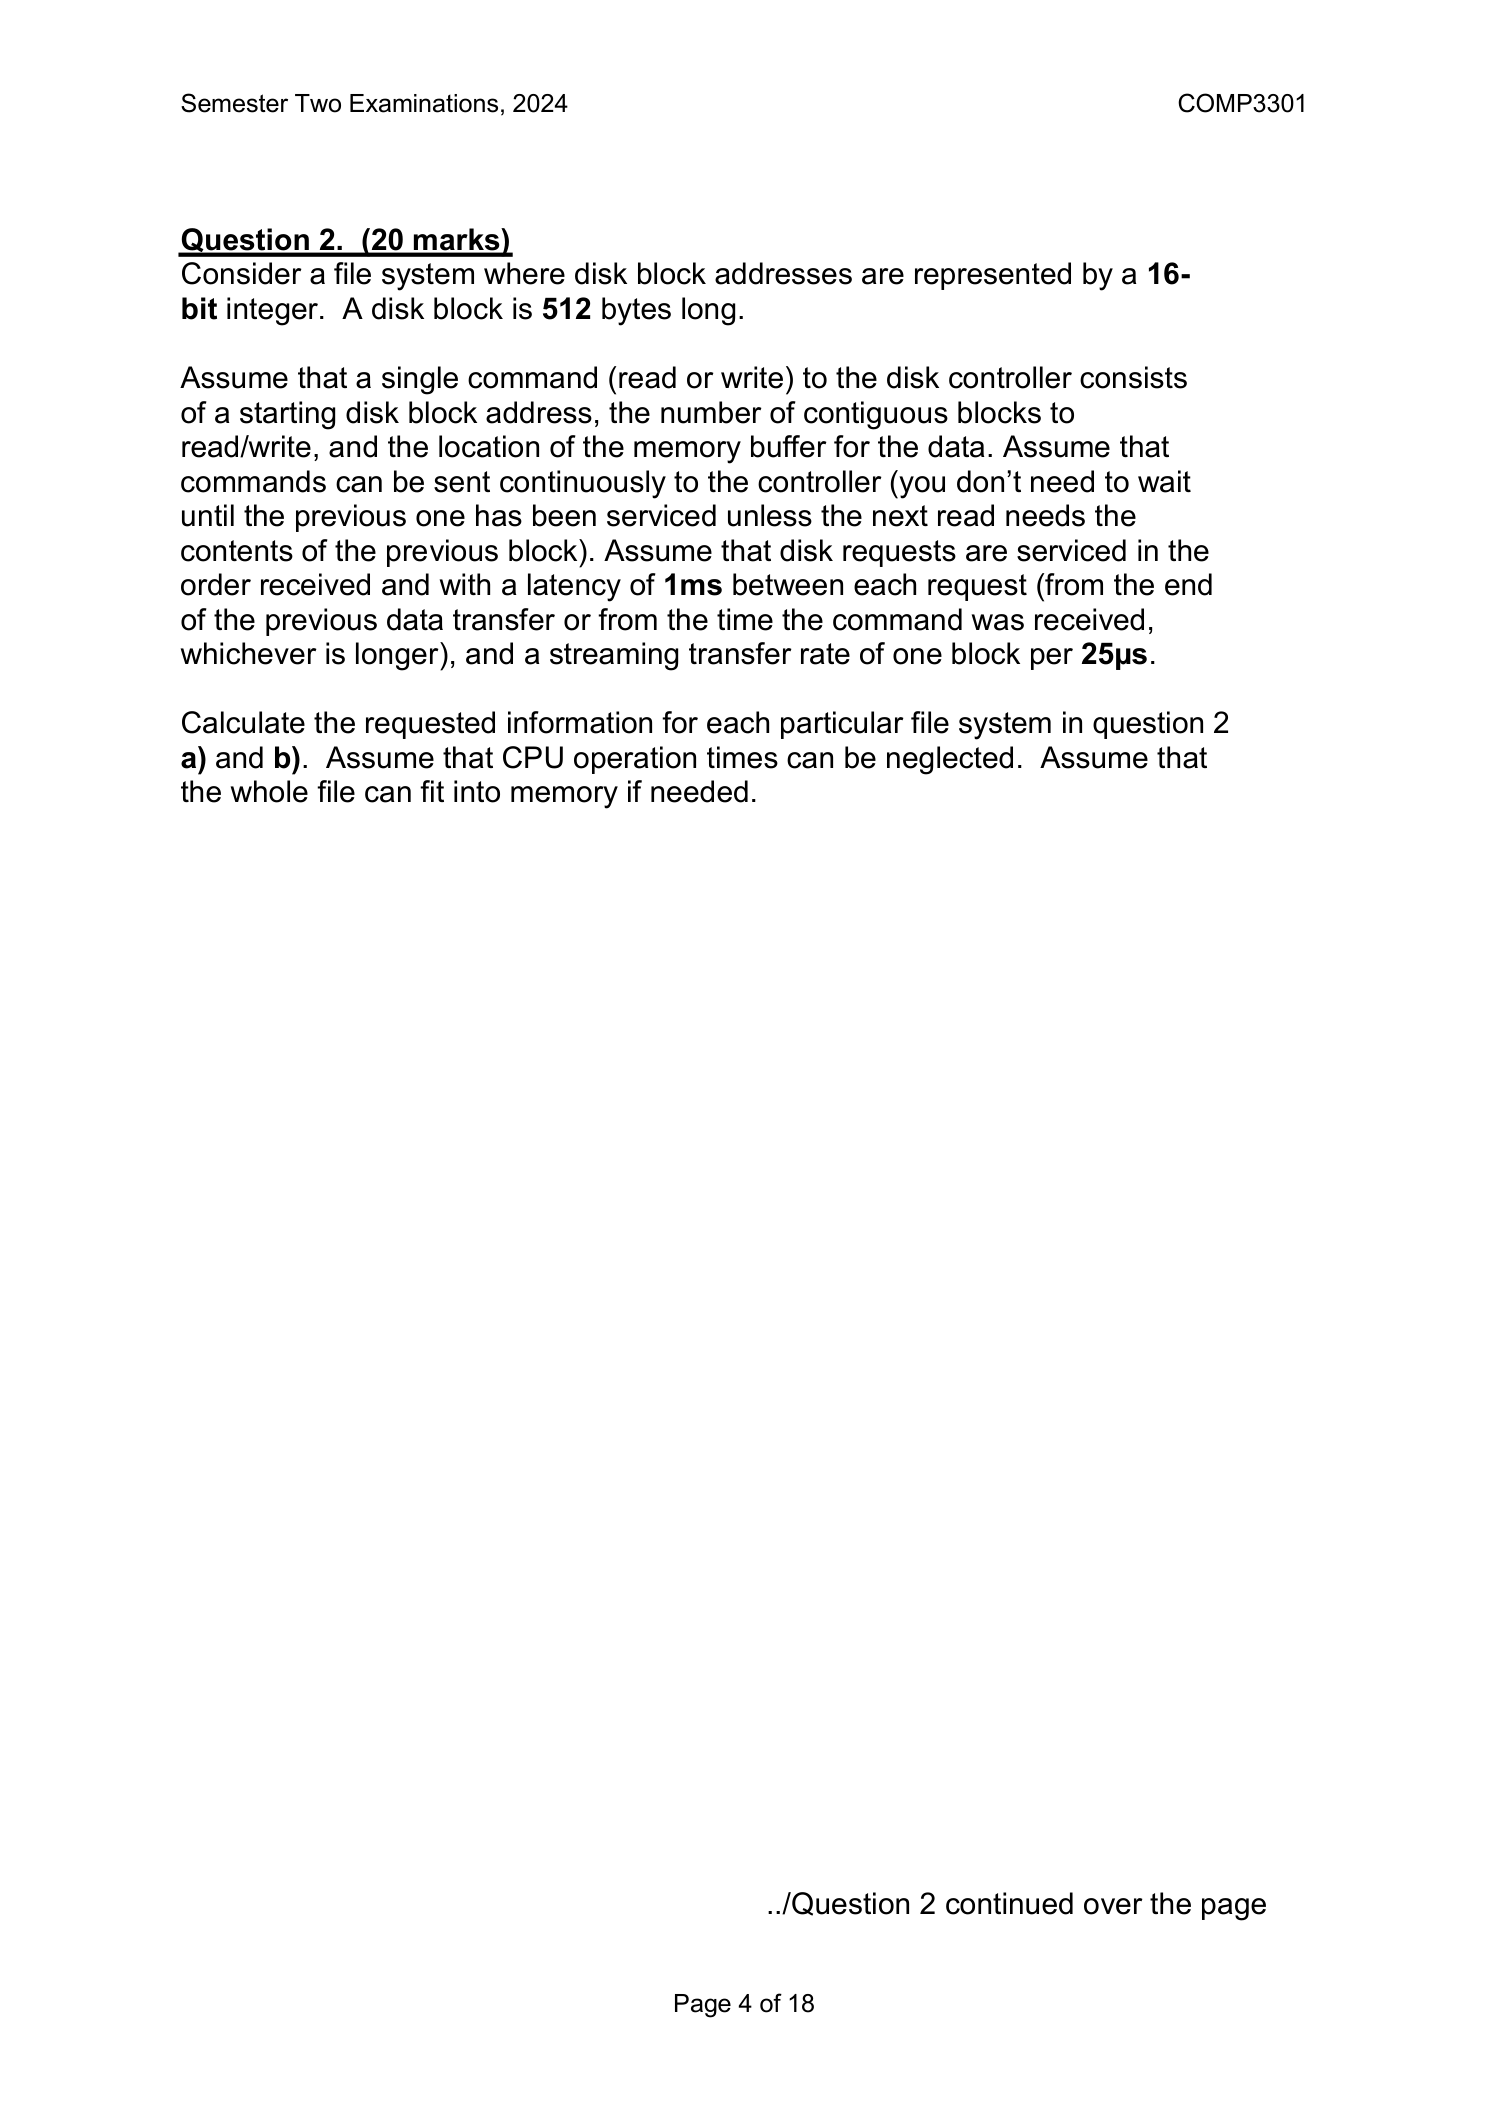 Semester Two Examinations, 2024 COMP3301
Question 2. (20 marks)
Consider a file system where disk block addresses are represented by a 16-
bit integer. A disk block is 512 bytes long.
Assume that a single command (read or write) to the disk controller consists
of a starting disk block address, the number of contiguous blocks to
read/write, and the location of the memory buffer for the data. Assume that
commands can be sent continuously to the controller (you don’t need to wait
until the previous one has been serviced unless the next read needs the
contents of the previous block). Assume that disk requests are serviced in the
order received and with a latency of 1ms between each request (from the end
of the previous data transfer or from the time the command was received,
whichever is longer), and a streaming transfer rate of one block per 25µs.
Calculate the requested information for each particular file system in question 2
a) and b). Assume that CPU operation times can be neglected. Assume that
the whole file can fit into memory if needed.
../Question 2 continued over the page
Page 4 of 18